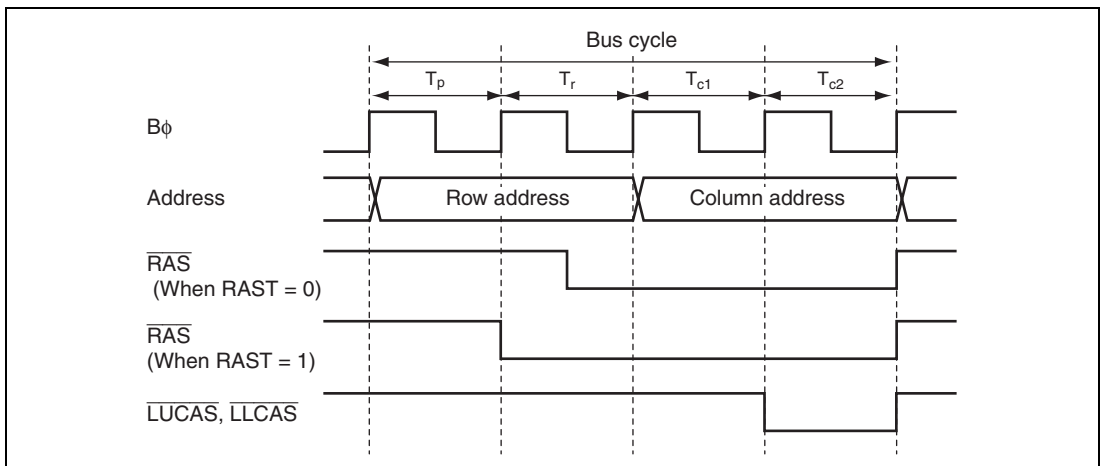 Bus cycle
Tp Tr Tc1 Tc2
Bϕ
Address Row address Column address
RAS
(When RAST = 0)
RAS
(When RAST = 1)
LUCAS, LLCAS